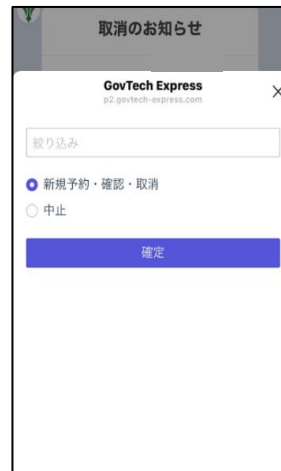 取消のお知らせ
GovTech Express
p2.govtech-express.com
絞り込み
新規予約・確認・取消
中止
確定